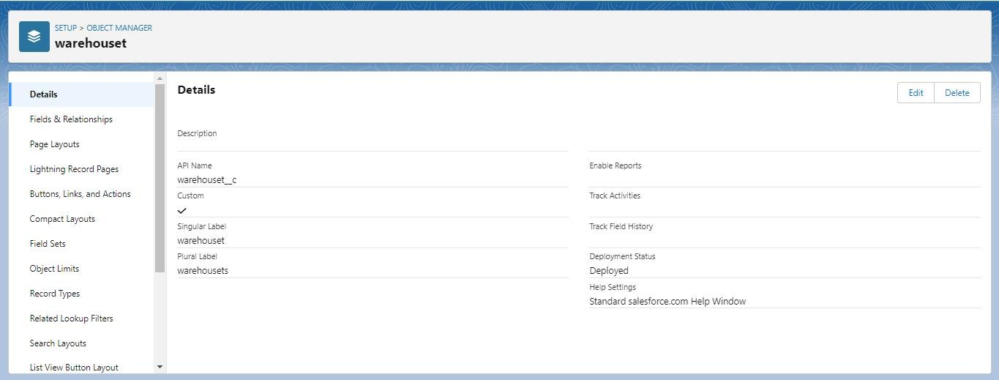 SETUP > OBJECT MANAGER
warehouset
Details
Fields & Relationships
Page Layouts
Lightning Record Pages
Buttons, Links, and Actions
Compact Layouts
Field Sets
Object Limits
Record Types
Related Lookup Filters
Search Layouts
List View Button Layout
Details
Edit
Delete
Description
API Name
warehouset__c
Custom
Singular Label
warehouset
Plural Label
warehousets
Enable Reports
Track Activities
Track Field History
Deployment Status
Deployed
Help Settings
Standard salesforce.com Help Window